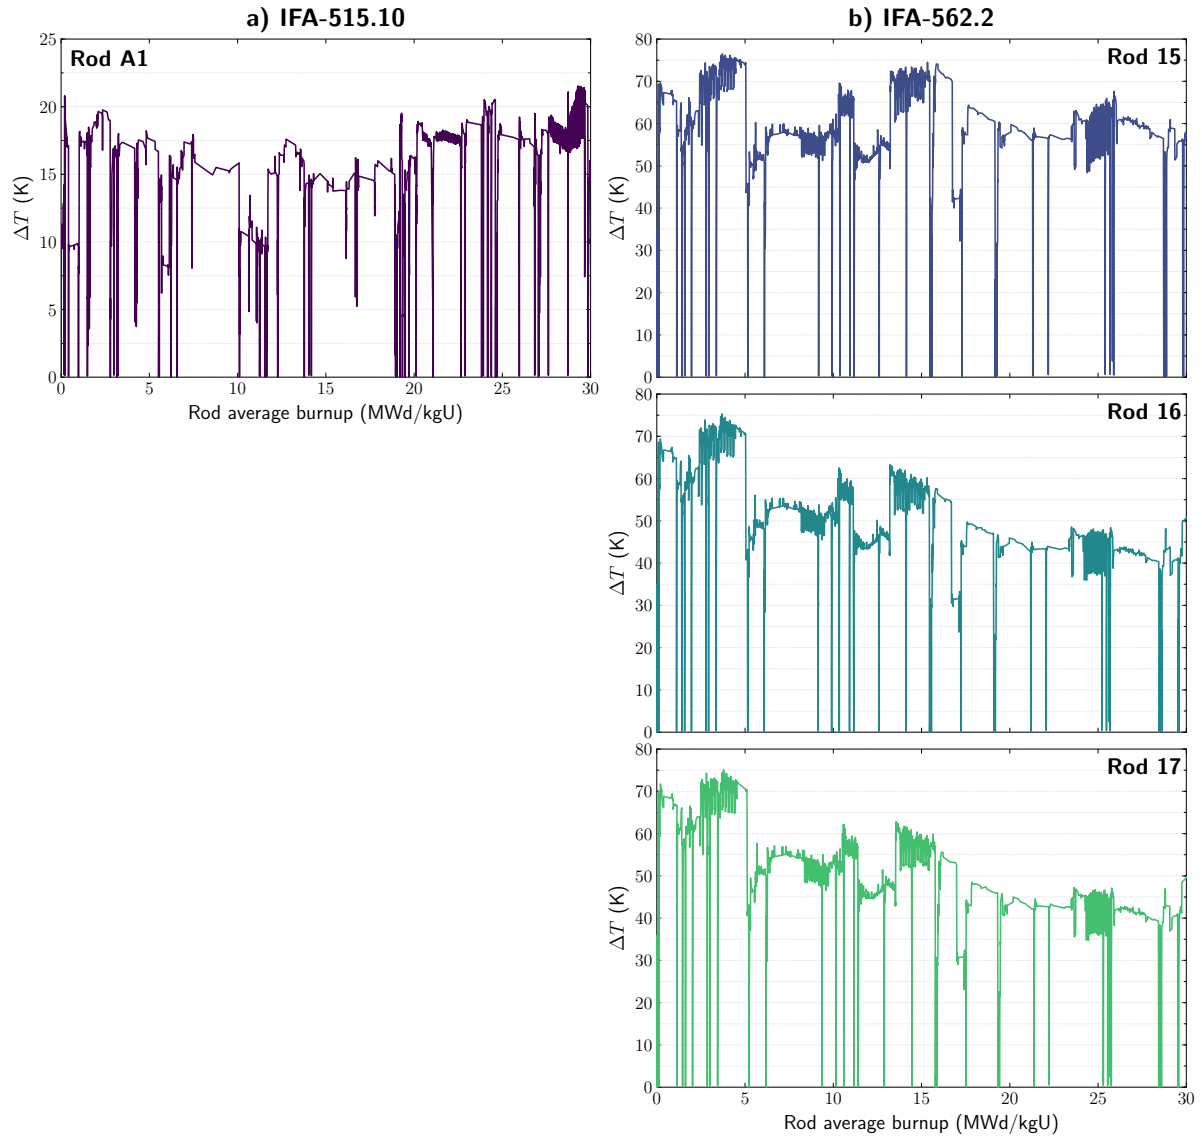 a) IFA-515.10
b) IFA-562.2
Rod A1
25
20
15
10
5
0
ΔT (K)
0 5 10 15 20 25 30
Rod average burnup (MWd/kgU)
Rod 15
80
70
60
50
40
30
20
10
0
ΔT (K)
Rod 16
80
70
60
50
40
30
20
10
0
ΔT (K)
Rod 17
80
70
60
50
40
30
20
10
0
ΔT (K)
0 5 10 15 20 25 30
Rod average burnup (MWd/kgU)